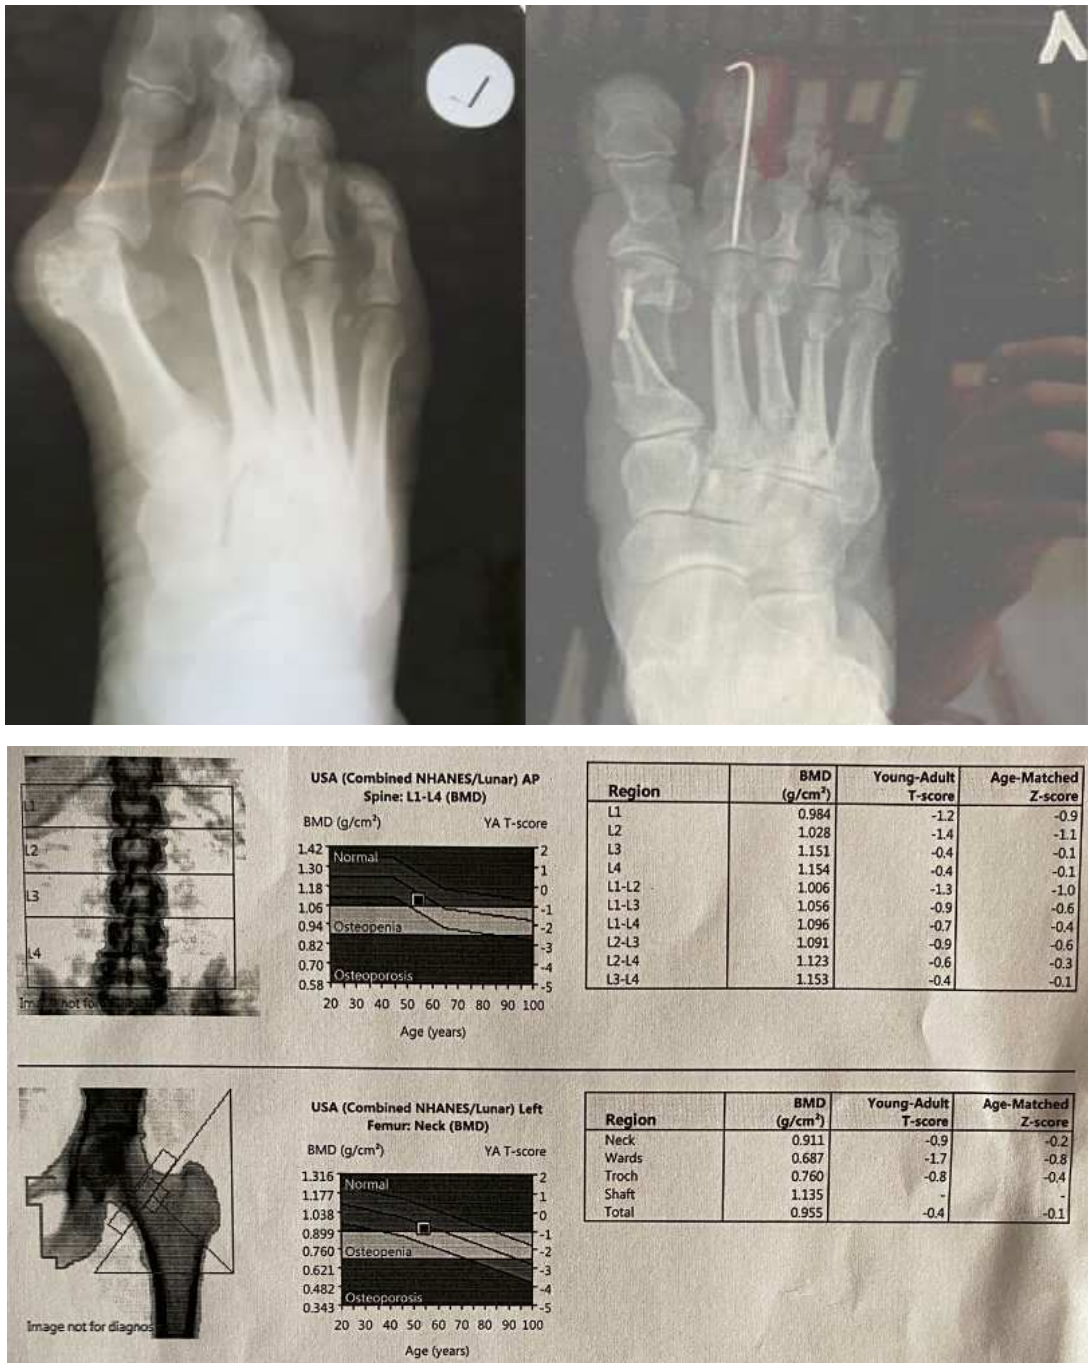 L1
L2
L3
L4
Image not fo
USA (Combined NHANES/Lunar) AP
Spine: L1-L4 (BMD)
BMD (g/cm²) YA T-score
1.42 Normal 2
1.30 1
1.18 0
1.06 -1
0.94 Osteopenia -2
0.82 -3
0.70 -4
0.58 Osteoporosis -5
20 30 40 50 60 70 80 90 100
Age (years)
Region BMD (g/cm²) Young-Adult T-score Age-Matched Z-score
L1 0.984 -1.2 -0.9
L2 1.028 -1.4 -1.1
L3 1.151 -0.4 -0.1
L4 1.154 -0.4 -0.1
L1-L2 1.006 -1.3 -1.0
L1-L3 1.056 -0.9 -0.6
L1-L4 1.096 -0.7 -0.4
L2-L3 1.091 -0.9 -0.6
L2-L4 1.123 -0.6 -0.3
L3-L4 1.153 -0.4 -0.1
Image not for diagnos
USA (Combined NHANES/Lunar) Left
Femur: Neck (BMD)
BMD (g/cm²) YA T-score
1.316 Normal 2
1.177 1
1.038 0
0.899 -1
0.760 Osteopenia -2
0.621 -3
0.482 -4
0.343 Osteoporosis -5
20 30 40 50 60 70 80 90 100
Age (years)
Region BMD (g/cm²) Young-Adult T-score Age-Matched Z-score
Neck 0.911 -0.9 -0.2
Wards 0.687 -1.7 -0.8
Troch 0.760 -0.8 -0.4
Shaft 1.135 - -
Total 0.955 -0.4 -0.1